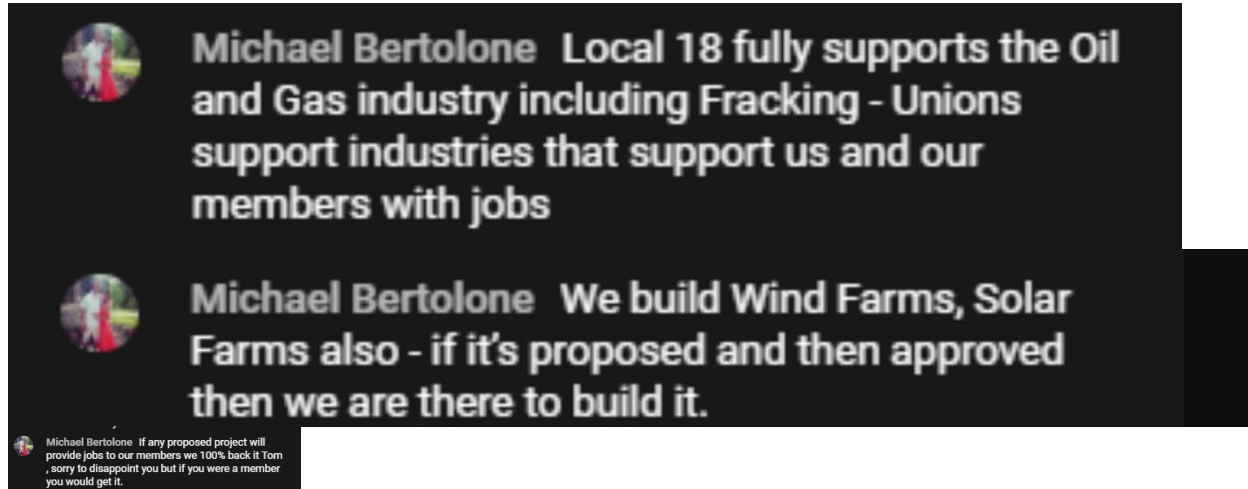 Michael Bertolone Local 18 fully supports the Oil
and Gas industry including Fracking - Unions
support industries that support us and our
members with jobs
Michael Bertolone We build Wind Farms, Solar
Farms also - if it's proposed and then approved
then we are there to build it.
Michael Bertolone If any proposed project will
provide jobs to our members we 100% back it Tom
, sorry to disappoint you but if you were a member
you would get it.